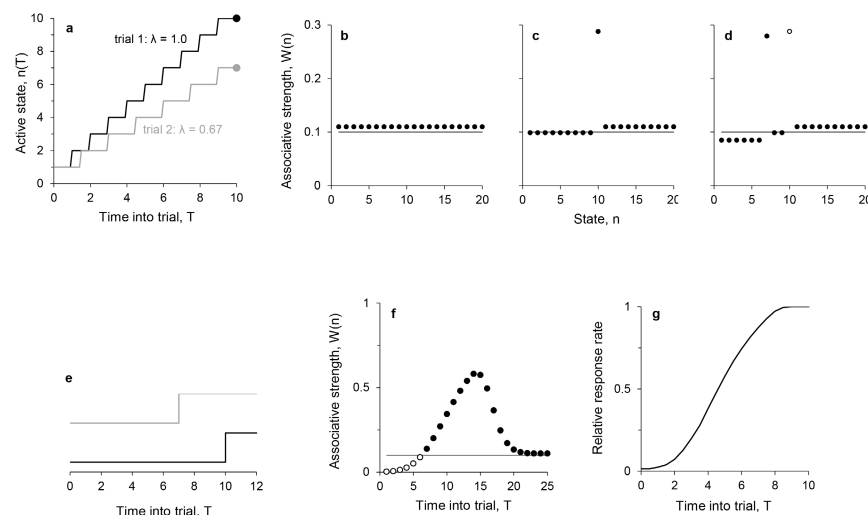 a
trial 1: λ = 1.0
trial 2: λ = 0.67
Active state, n(T)
10
8
6
4
2
0
0 2 4 6 8 10
Time into trial, T
b
Associative strength, W(n)
0.3
0.2
0.1
0
0 5 10 15 20
c
0 5 10 15 20
State, n
d
0 5 10 15 20
e
0 2 4 6 8 10 12
Time into trial, T
f
Associative strength, W(n)
1
0.5
0
0 5 10 15 20 25
Time into trial, T
g
Relative response rate
1
0.5
0
0 2 4 6 8 10
Time into trial, T